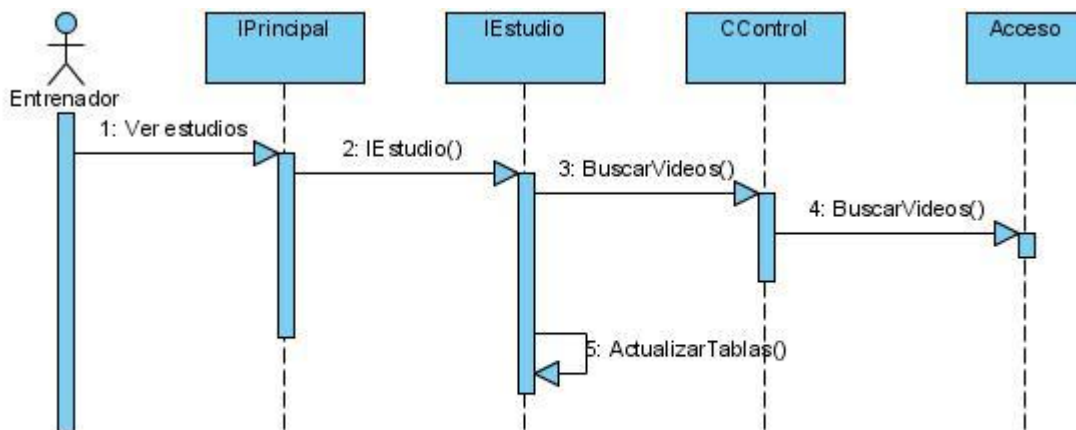 IPrincipal
IEstudio
CControl
Acceso
Entrenador
1: Ver estudios
2: IEstudio()
3: BuscarVideos()
4: BuscarVideos()
5: ActualizarTablas()